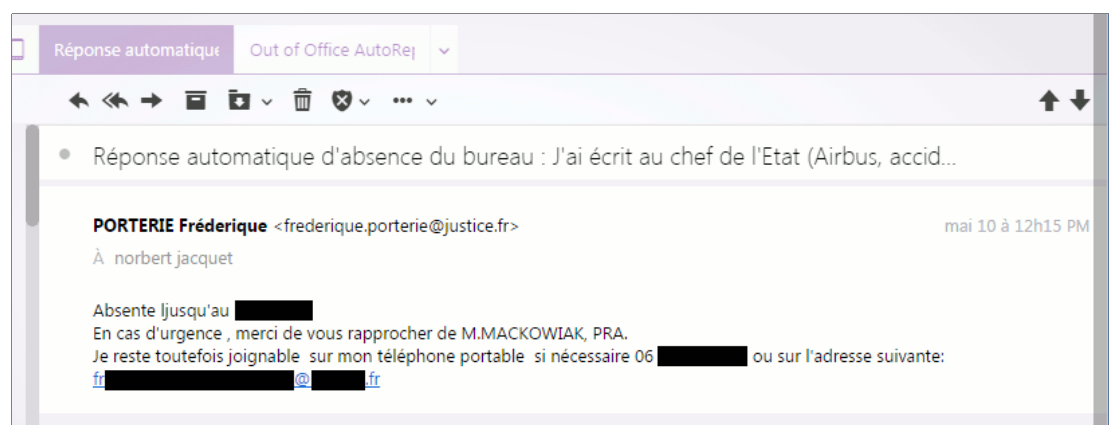 Réponse automatique
Out of Office AutoRep
Réponse automatique d'absence du bureau : J'ai écrit au chef de l'Etat (Airbus, accid...
PORTERIE Fréderique <frederique.porterie@justice.fr>
mai 10 à 12h15 PM
À norbert jacquet
Absente ljusqu'au
En cas d'urgence , merci de vous rapprocher de M.MACKOWIAK, PRA.
Je reste toutefois joignable sur mon téléphone portable si nécessaire 06 ou sur l'adresse suivante:
fr @ .fr